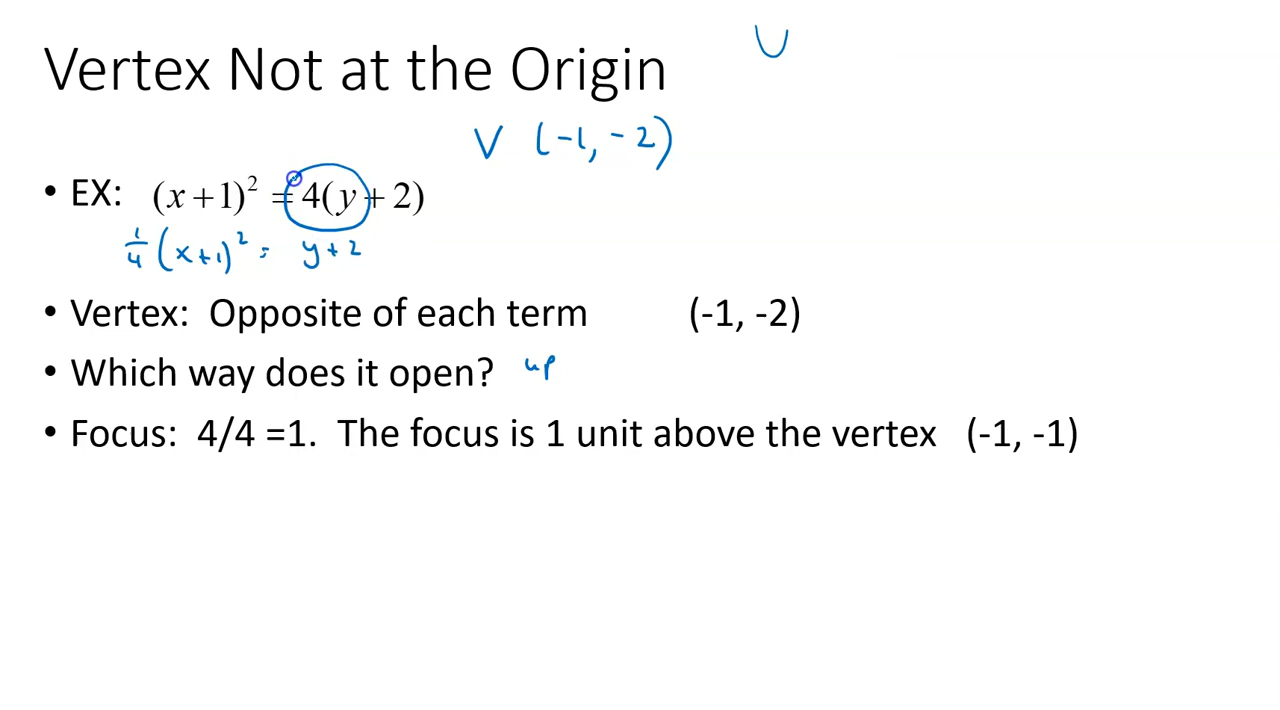 Vertex Not at the Origin
V (-1, -2)
• EX: (x + 1)² = 4(y + 2)
1/4 (x+1)² = y+2
• Vertex: Opposite of each term (-1, -2)
• Which way does it open? up
• Focus: 4/4 =1. The focus is 1 unit above the vertex (-1, -1)